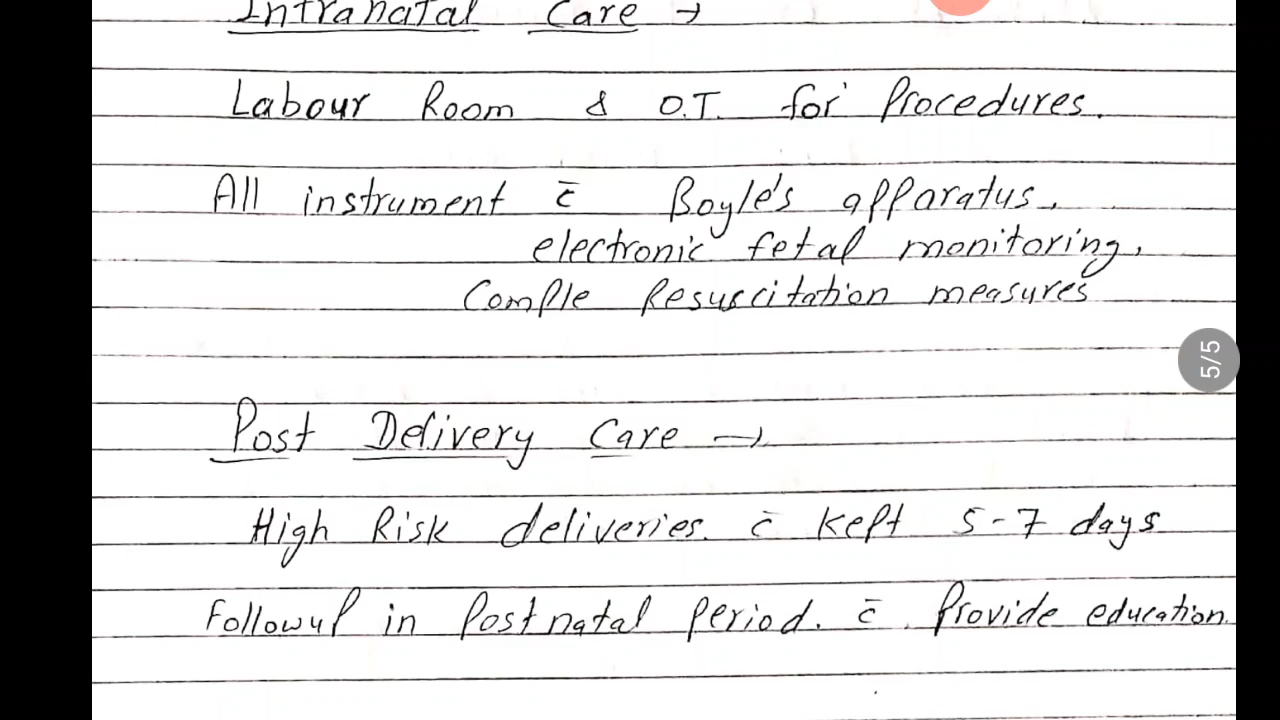 Intranatal Care →
Labour Room & O.T. for Procedures.
All instrument c̄ Boyle's apparatus,
electronic fetal monitoring,
Comple Resuscitation measures
5/5
Post Delivery Care →
High Risk deliveries. c̄ kept 5-7 days
Followup in Postnatal Period. c̄. Provide education.